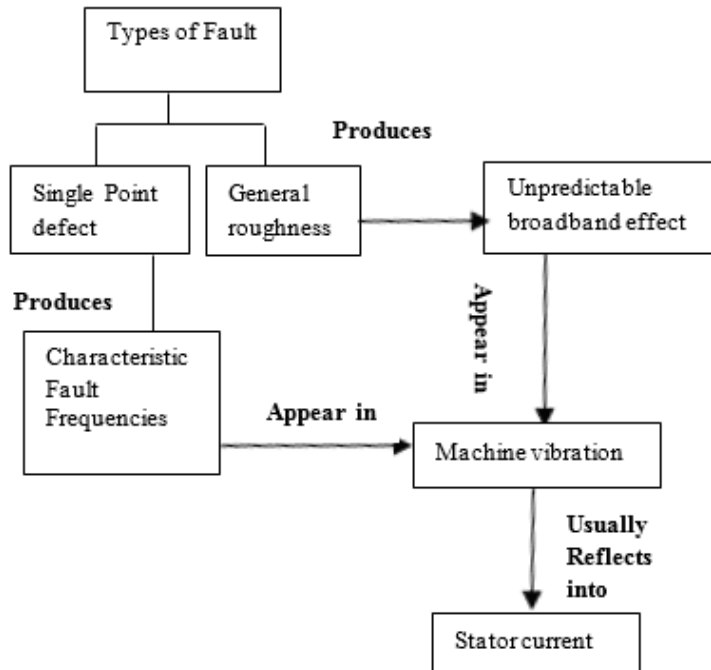 Types of Fault
Produces
Single Point
defect
General
roughness
Unpredictable
broadband effect
Produces
Appear in
Characteristic
Fault
Frequencies
Appear in
Machine vibration
Usually
Reflects
into
Stator current